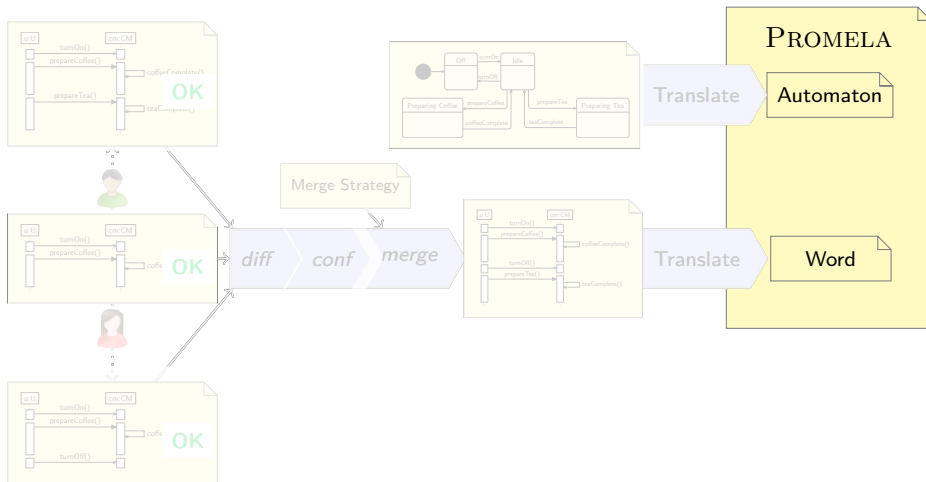 u:U
cm:CM
turnOn()
prepareCoffee()
coffeeComplete()
OK
prepareTea()
teaComplete()
u:U
cm:CM
turnOn()
prepareCoffee()
OK
u:U
cm:CM
turnOn()
prepareCoffee()
OK
turnOff()
diff
conf
merge
Merge Strategy
Off
turnOn
Idle
turnOff
Preparing Coffee
prepareCoffee
coffeeComplete
prepareTea
teaComplete
Preparing Tea
u:U
cm:CM
turnOn()
prepareCoffee()
coffeeComplete()
turnOff()
prepareTea()
teaComplete()
Translate
Translate
PROMELA
Automaton
Word